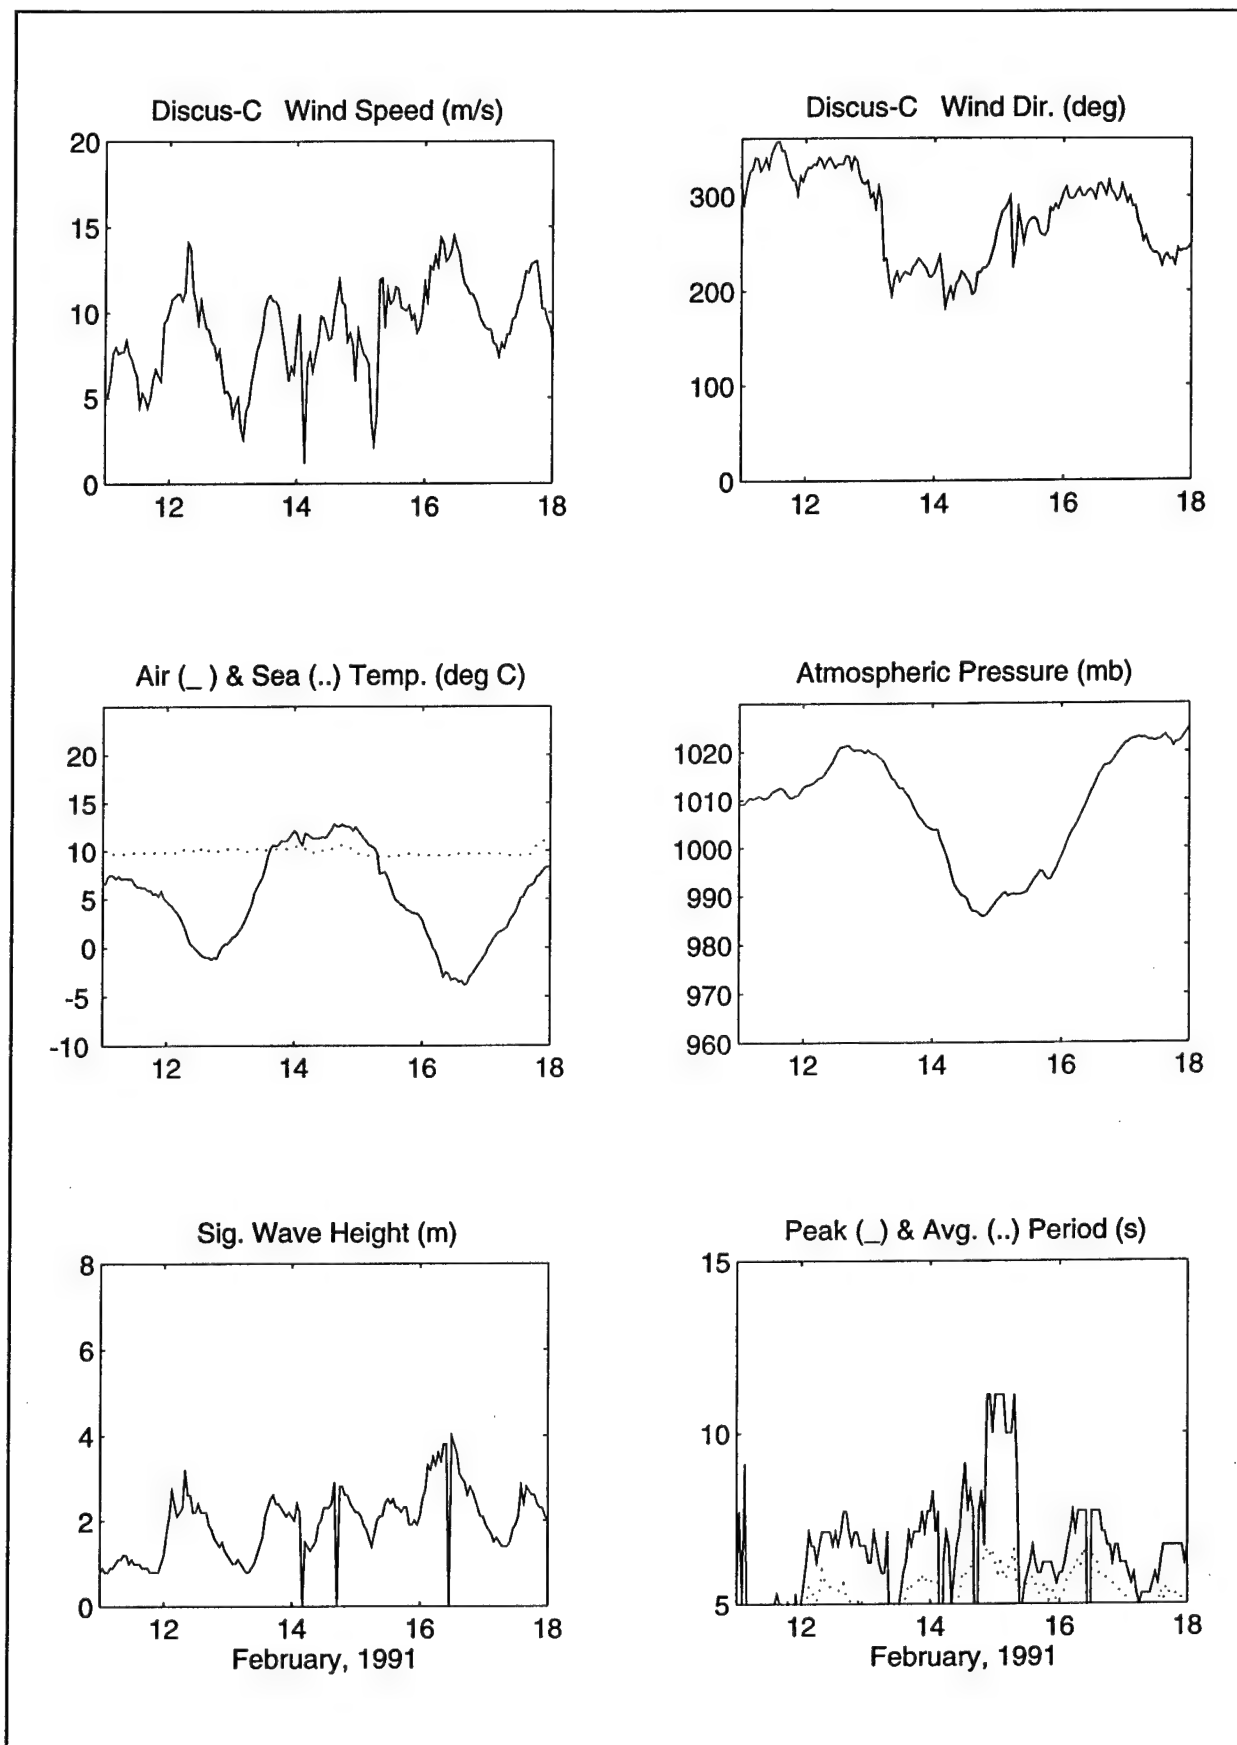 Discus-C Wind Speed (m/s)
20
15
10
5
0
12 14 16 18
Discus-C Wind Dir. (deg)
300
200
100
0
12 14 16 18
Air (_ ) & Sea (..) Temp. (deg C)
20
15
10
5
0
-5
-10
12 14 16 18
Atmospheric Pressure (mb)
1020
1010
1000
990
980
970
960
12 14 16 18
Sig. Wave Height (m)
8
6
4
2
0
12 14 16 18
February, 1991
Peak (_) & Avg. (..) Period (s)
15
10
5
12 14 16 18
February, 1991